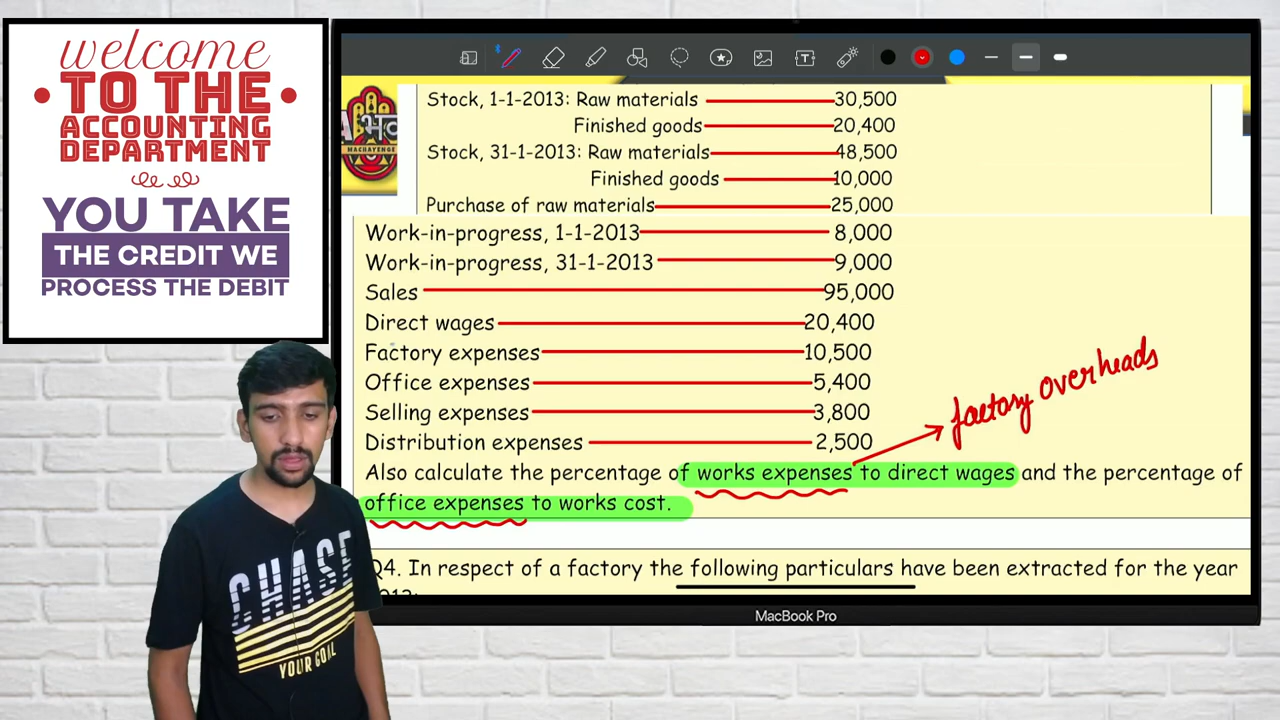 welcome
TO THE
ACCOUNTING
DEPARTMENT
YOU TAKE
THE CREDIT WE
PROCESS THE DEBIT
Stock, 1-1-2013: Raw materials 30,500
Finished goods 20,400
Stock, 31-1-2013: Raw materials 48,500
Finished goods 10,000
Purchase of raw materials 25,000
Work-in-progress, 1-1-2013 8,000
Work-in-progress, 31-1-2013 9,000
Sales 95,000
Direct wages 20,400
Factory expenses 10,500
Office expenses 5,400
Selling expenses 3,800
Distribution expenses 2,500
factory overheads
Also calculate the percentage of works expenses to direct wages and the percentage of
office expenses to works cost.
Q4. In respect of a factory the following particulars have been extracted for the year
MACHAYENGE
MacBook Pro
CHASE
YOUR GOAL